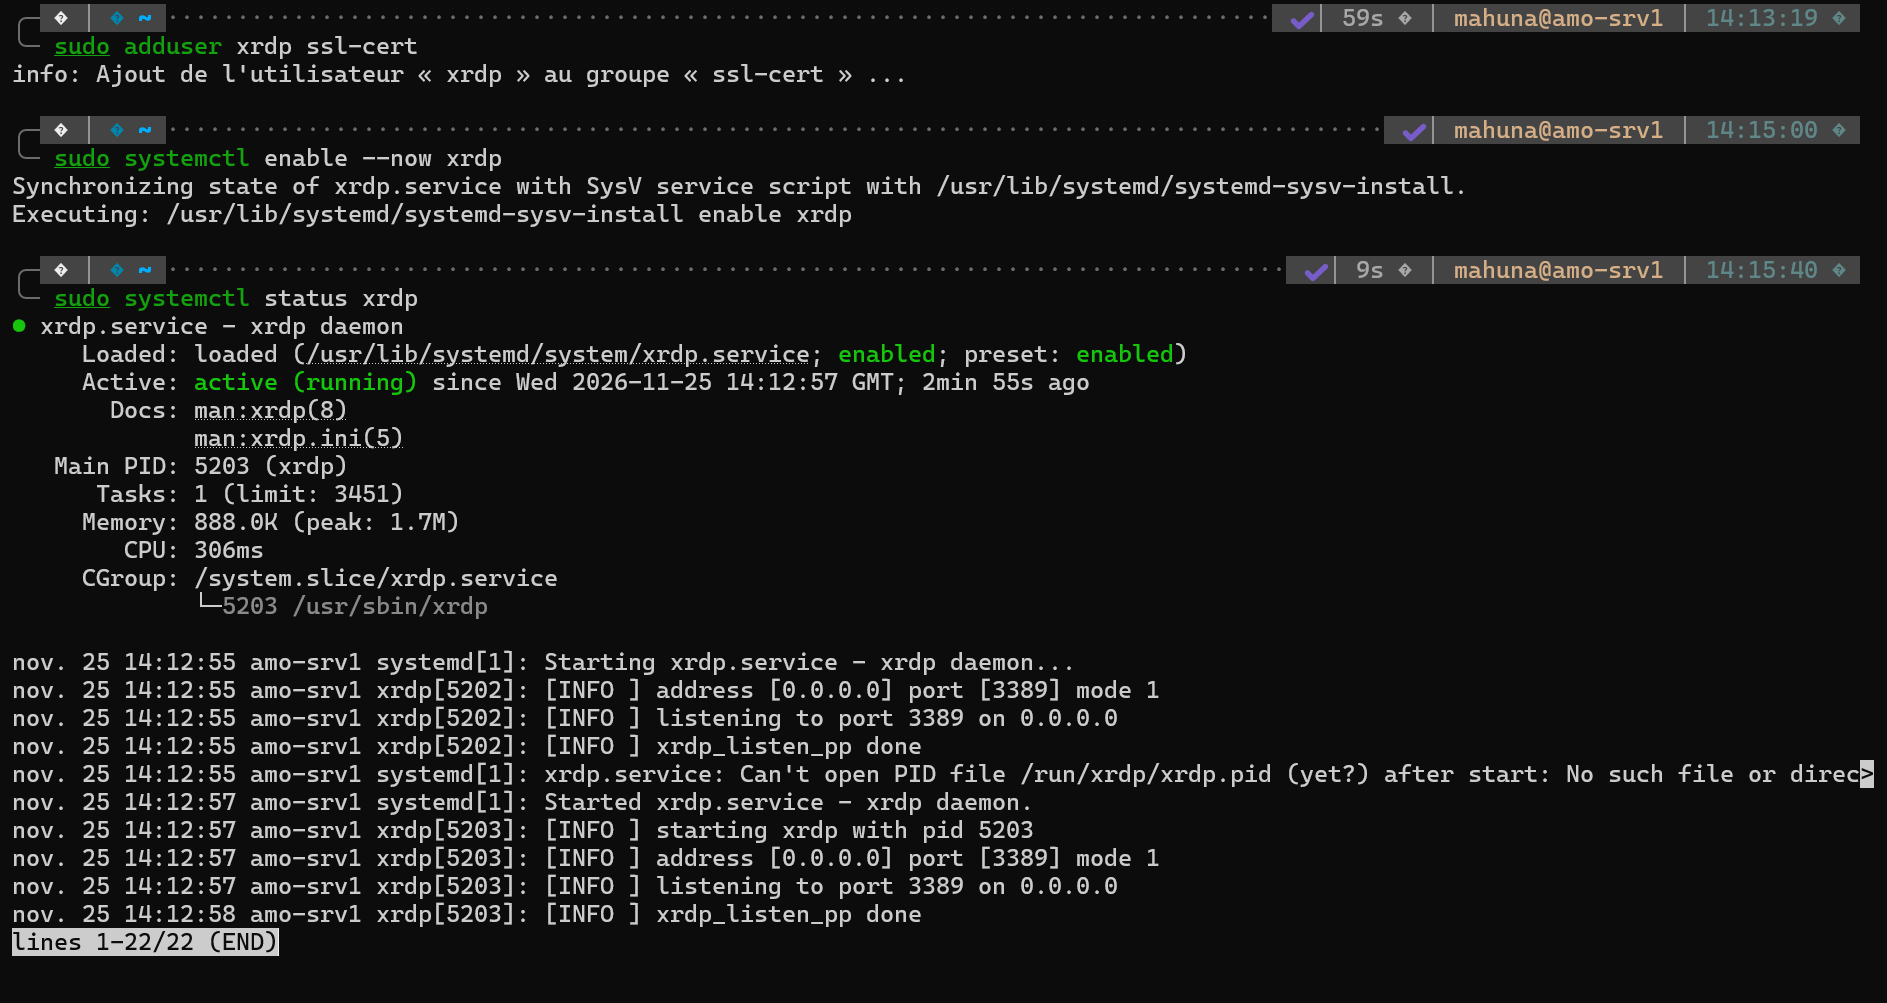 ~ 59s mahuna@amo-srv1 14:13:19
sudo adduser xrdp ssl-cert
info: Ajout de l'utilisateur « xrdp » au groupe « ssl-cert » ...
~ mahuna@amo-srv1 14:15:00
sudo systemctl enable --now xrdp
Synchronizing state of xrdp.service with SysV service script with /usr/lib/systemd/systemd-sysv-install.
Executing: /usr/lib/systemd/systemd-sysv-install enable xrdp
~ 9s mahuna@amo-srv1 14:15:40
sudo systemctl status xrdp
● xrdp.service - xrdp daemon
Loaded: loaded (/usr/lib/systemd/system/xrdp.service; enabled; preset: enabled)
Active: active (running) since Wed 2026-11-25 14:12:57 GMT; 2min 55s ago
Docs: man:xrdp(8)
man:xrdp.ini(5)
Main PID: 5203 (xrdp)
Tasks: 1 (limit: 3451)
Memory: 888.0K (peak: 1.7M)
CPU: 306ms
CGroup: /system.slice/xrdp.service
└─5203 /usr/sbin/xrdp
nov. 25 14:12:55 amo-srv1 systemd[1]: Starting xrdp.service - xrdp daemon...
nov. 25 14:12:55 amo-srv1 xrdp[5202]: [INFO ] address [0.0.0.0] port [3389] mode 1
nov. 25 14:12:55 amo-srv1 xrdp[5202]: [INFO ] listening to port 3389 on 0.0.0.0
nov. 25 14:12:55 amo-srv1 xrdp[5202]: [INFO ] xrdp_listen_pp done
nov. 25 14:12:55 amo-srv1 systemd[1]: xrdp.service: Can't open PID file /run/xrdp/xrdp.pid (yet?) after start: No such file or direc>
nov. 25 14:12:57 amo-srv1 systemd[1]: Started xrdp.service - xrdp daemon.
nov. 25 14:12:57 amo-srv1 xrdp[5203]: [INFO ] starting xrdp with pid 5203
nov. 25 14:12:57 amo-srv1 xrdp[5203]: [INFO ] address [0.0.0.0] port [3389] mode 1
nov. 25 14:12:57 amo-srv1 xrdp[5203]: [INFO ] listening to port 3389 on 0.0.0.0
nov. 25 14:12:58 amo-srv1 xrdp[5203]: [INFO ] xrdp_listen_pp done
lines 1-22/22 (END)